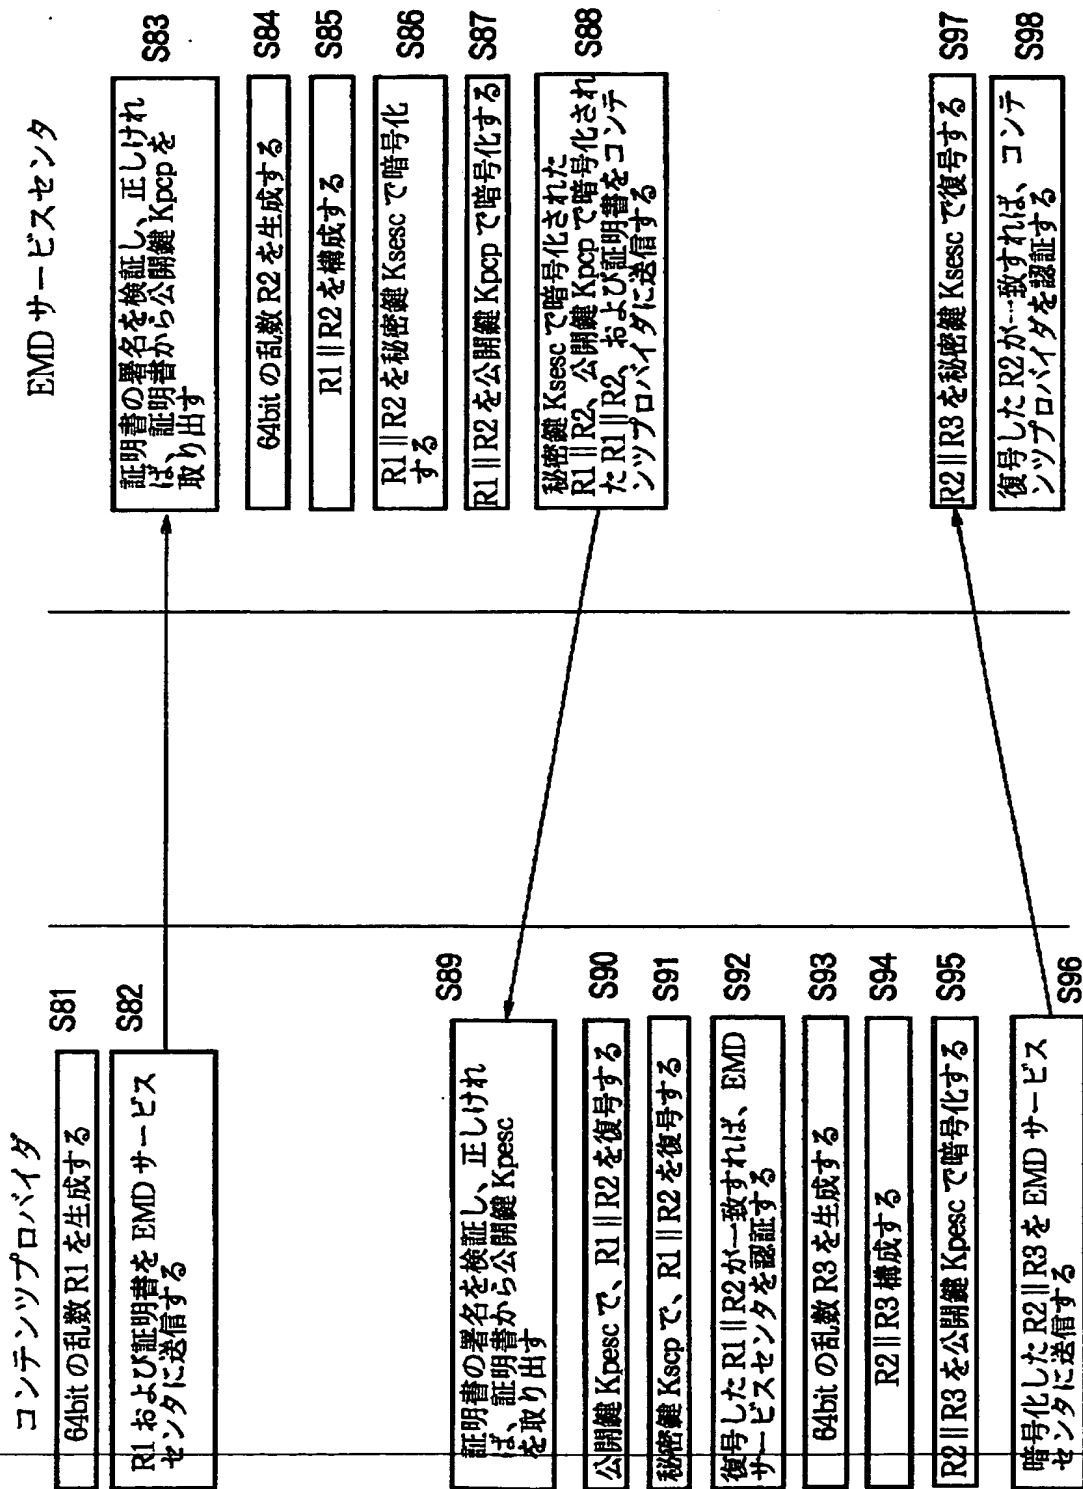 コンテンツプロバイダ
64bit の乱数 R1 を生成する
S81
R1 および証明書を EMD サービス
センタに送信する
S82
EMD サービスセンタ
証明書の署名を検証し、正しけれ
ば、証明書から公開鍵 Kpcp を
取り出す
S83
64bit の乱数 R2 を生成する
S84
R1 || R2 を構成する
S85
R1 || R2 を秘密鍵 Ksesc で暗号化
する
S86
R1 || R2 を公開鍵 Kpcp で暗号化する
S87
秘密鍵 Ksesc で暗号化された
R1 || R2、公開鍵 Kpcp で暗号化され
た R1 || R2、および証明書をコンテ
ンツプロバイダに送信する
S88
証明書の署名を検証し、正しけれ
ば、証明書から公開鍵 Kpesc
を取り出す
S89
公開鍵 Kpesc で、R1 || R2 を復号する
S90
秘密鍵 Kscp で、R1 || R2 を復号する
S91
復号した R1 || R2 が一致すれば、EMD
サービスセンタを認証する
S92
64bit の乱数 R3 を生成する
S93
R2 || R3 構成する
S94
R2 || R3 を公開鍵 Kpesc で暗号化する
S95
暗号化した R2 || R3 を EMD サービス
センタに送信する
S96
R2 || R3 を秘密鍵 Ksesc で復号する
S97
復号した R2 が一致すれば、コンテ
ンツプロバイダを認証する
S98